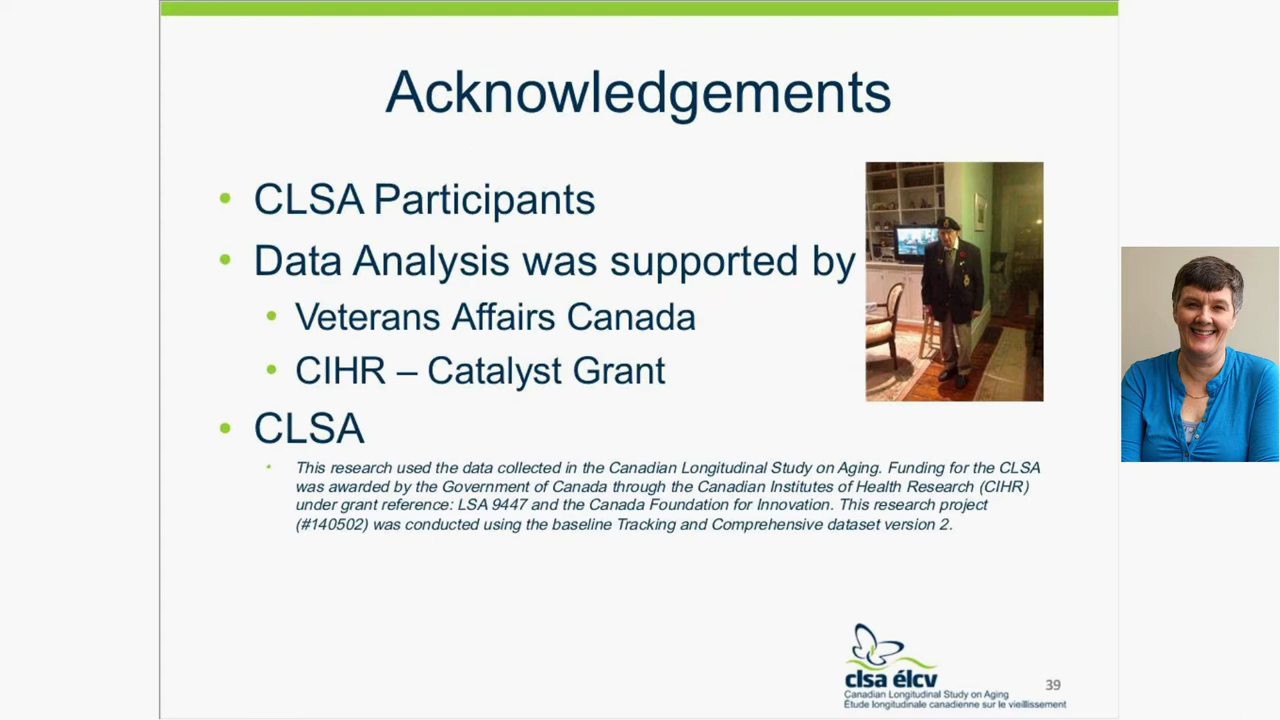 Acknowledgements
• CLSA Participants
• Data Analysis was supported by
• Veterans Affairs Canada
• CIHR – Catalyst Grant
• CLSA
• This research used the data collected in the Canadian Longitudinal Study on Aging. Funding for the CLSA
was awarded by the Government of Canada through the Canadian Institutes of Health Research (CIHR)
under grant reference: LSA 9447 and the Canada Foundation for Innovation. This research project
(#140502) was conducted using the baseline Tracking and Comprehensive dataset version 2.
clsa élcv
Canadian Longitudinal Study on Aging
Étude longitudinale canadienne sur le vieillissement
39